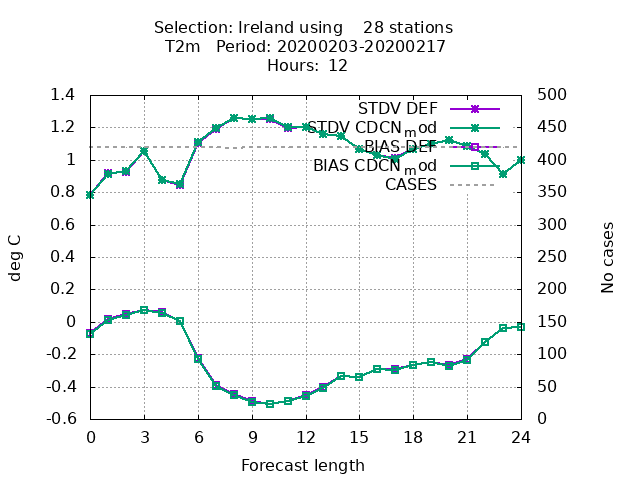 Selection: Ireland using    28 stations
T2m   Period: 20200203-20200217
Hours: 12
1.4
1.2
1
0.8
0.6
0.4
0.2
0
-0.2
-0.4
-0.6
deg C
STDV DEF
STDV CDCN_mod
BIAS DEF
BIAS CDCN_mod
CASES
500
450
400
350
300
250
200
150
100
50
0
No cases
0 3 6 9 12 15 18 21 24
Forecast length